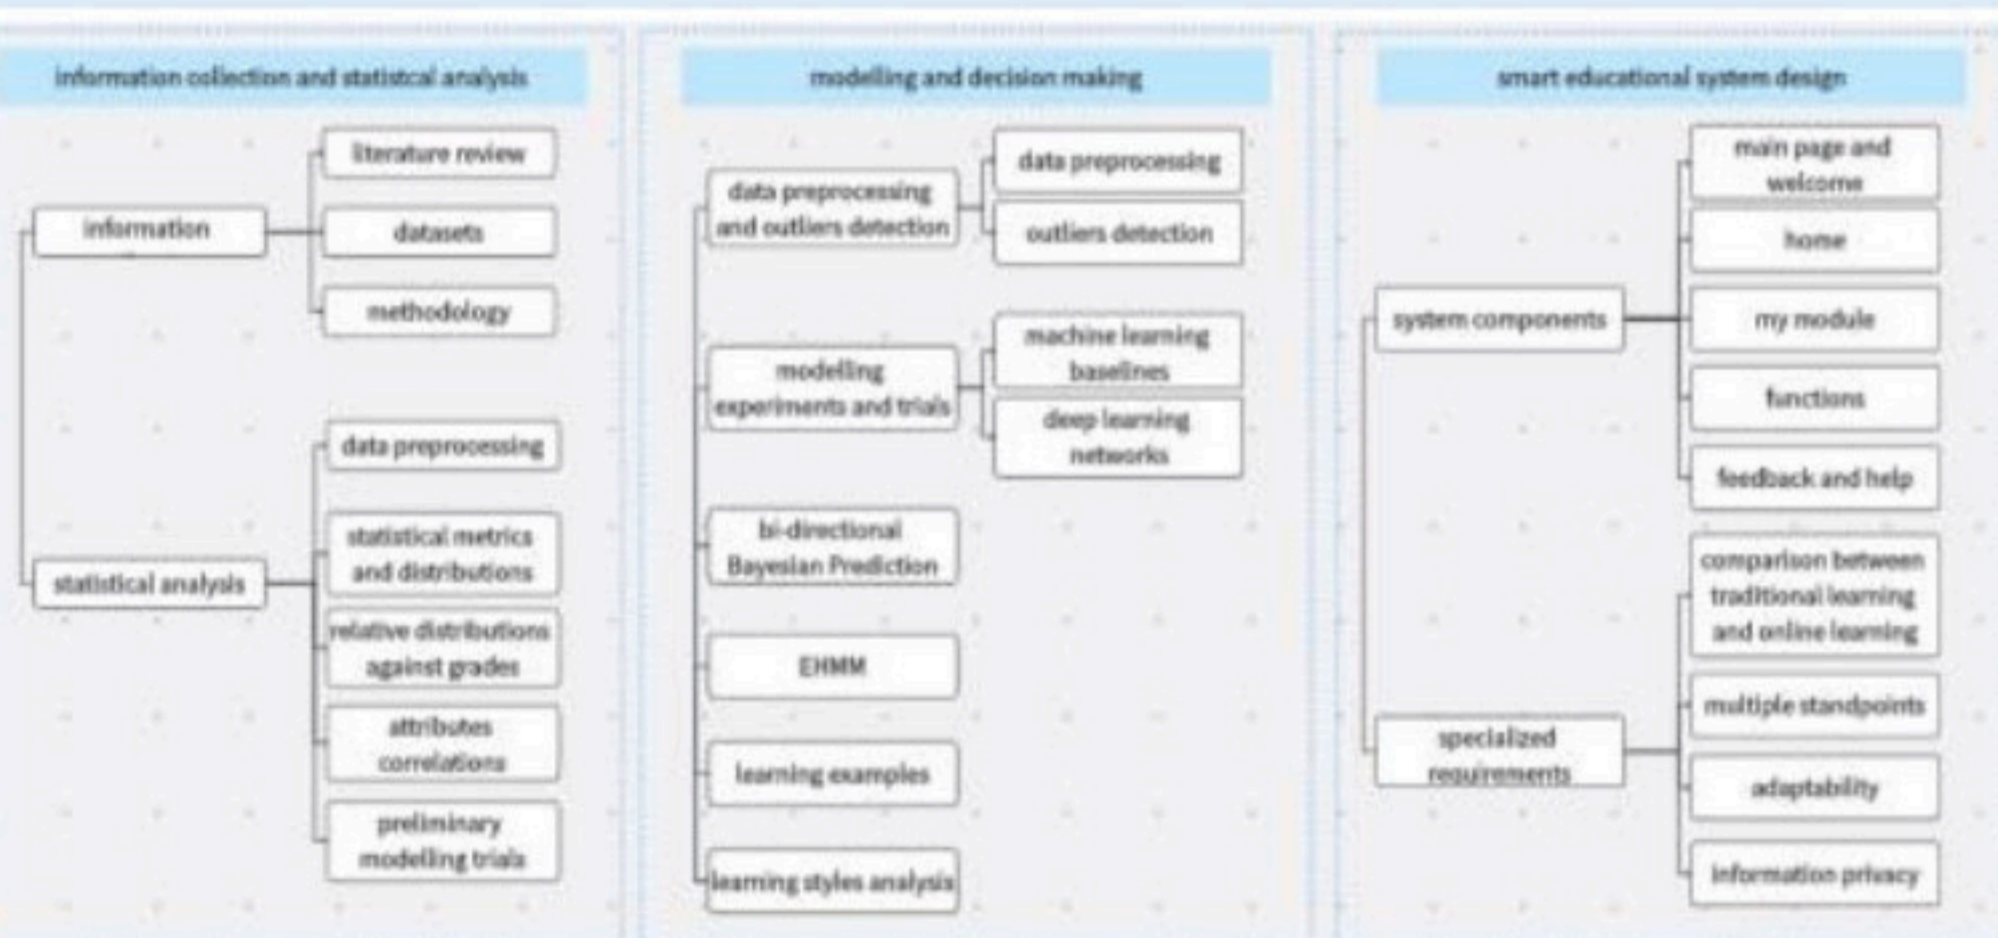 information collection and statistcal analysis
information
literature review
datasets
methodology
statistical analysis
data preprocessing
statistical metrics
and distributions
relative distributions
against grades
attributes
correlations
preliminary
modelling trials
modelling and decision making
data preprocessing
and outliers detection
data preprocessing
outliers detection
modelling
experiments and trials
machine learning
baselines
deep learning
networks
bi-directional
Bayesian Prediction
EHMM
learning examples
learning styles analysis
smart educational system design
system components
main page and
welcome
home
my module
functions
feedback and help
specialized
requirements
comparison between
traditional learning
and online learning
multiple standpoints
adaptability
information privacy